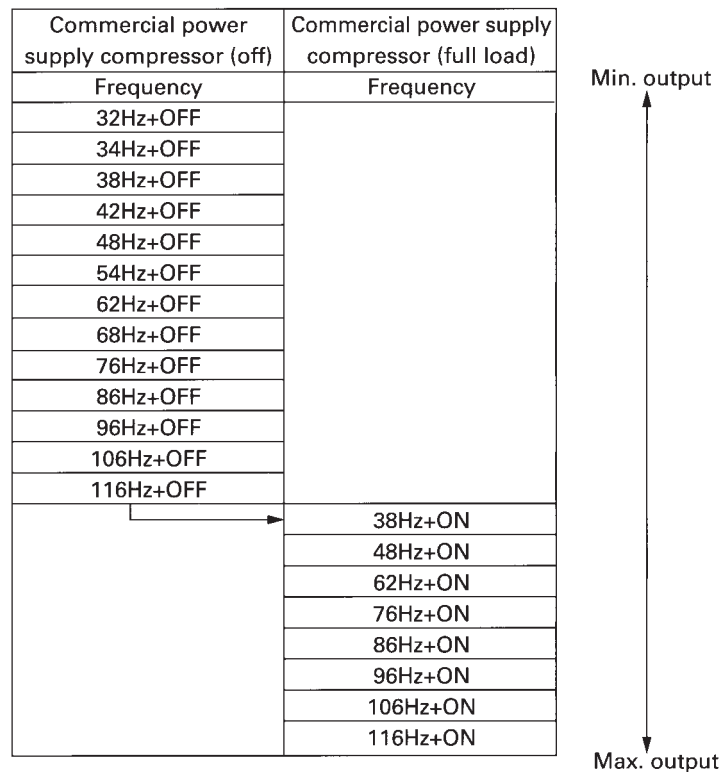 Commercial power
supply compressor (off)
Commercial power supply
compressor (full load)
Frequency
Frequency
Min. output
32Hz+OFF
34Hz+OFF
38Hz+OFF
42Hz+OFF
48Hz+OFF
54Hz+OFF
62Hz+OFF
68Hz+OFF
76Hz+OFF
86Hz+OFF
96Hz+OFF
106Hz+OFF
116Hz+OFF
38Hz+ON
48Hz+ON
62Hz+ON
76Hz+ON
86Hz+ON
96Hz+ON
106Hz+ON
116Hz+ON
Max. output